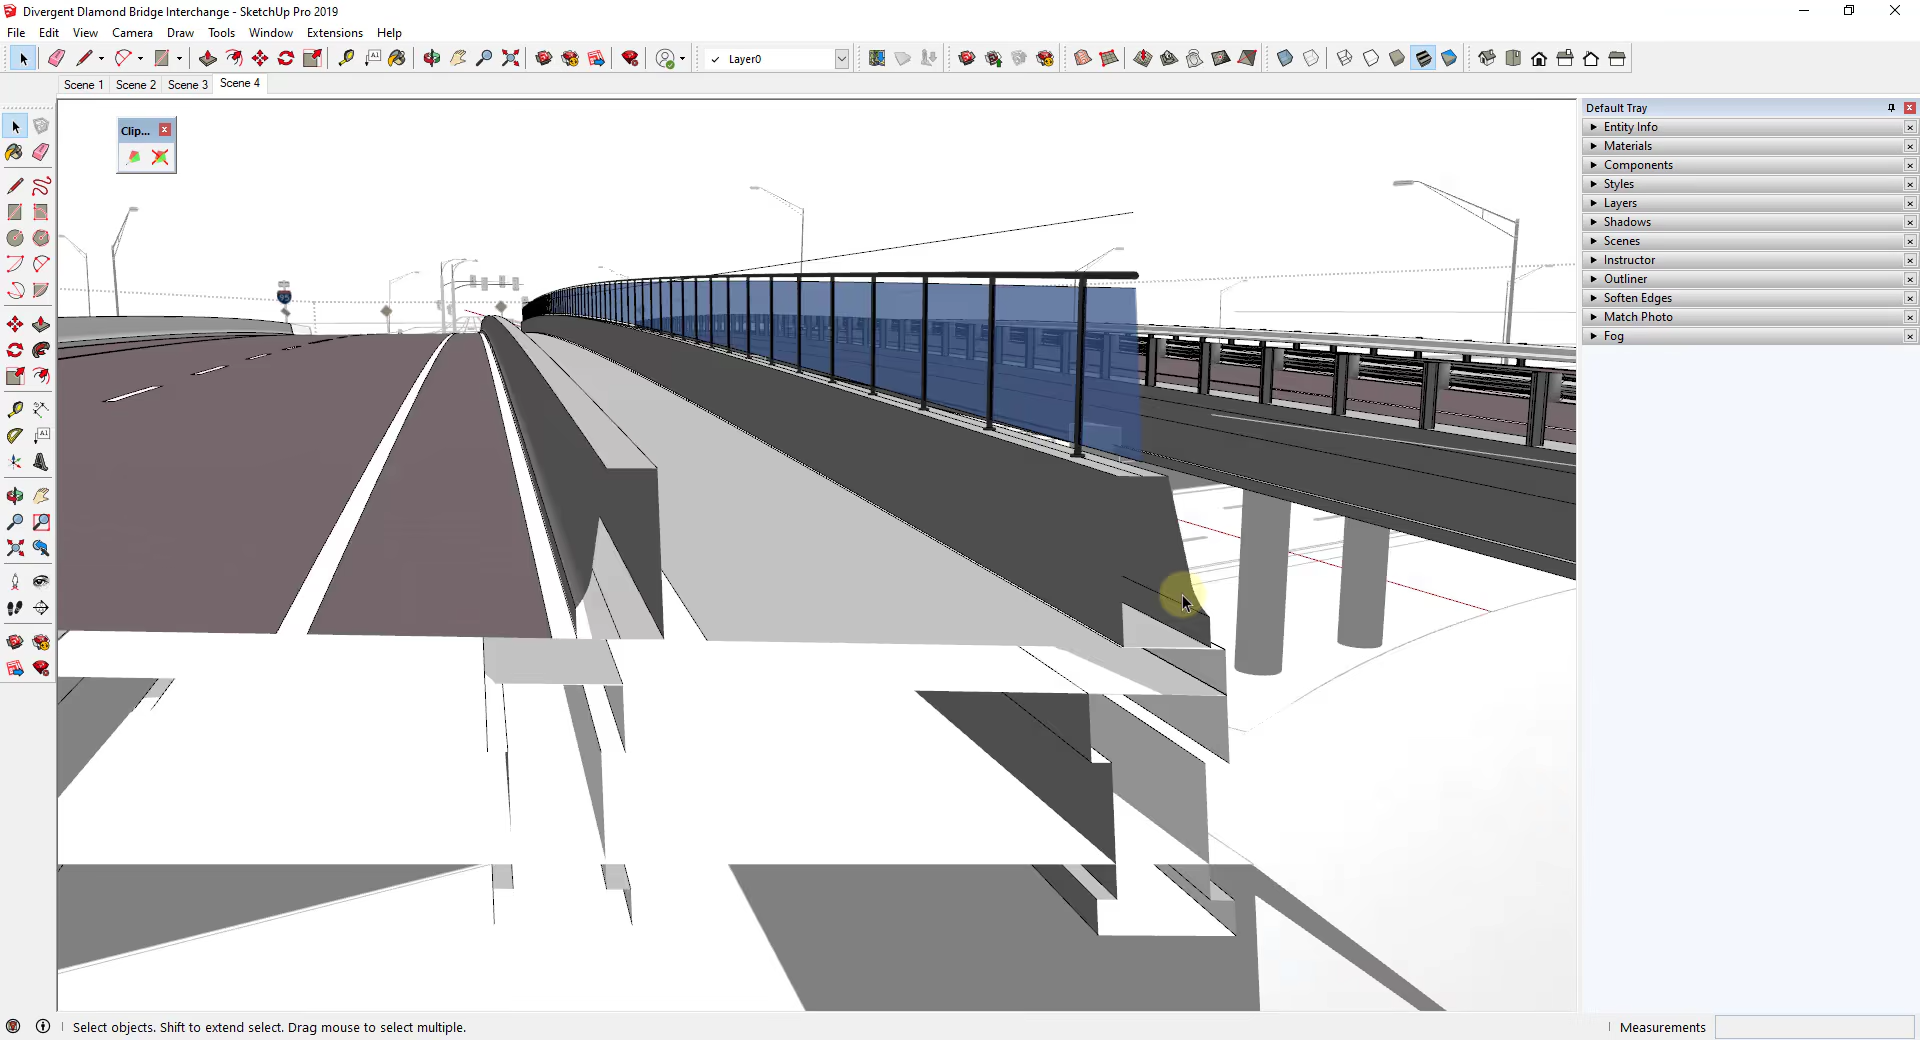 Divergent DIamond Bridge Interchange - SketchUp Pro 2019
File Edit View Camera Draw Tools Window Extensions Help
Layer0
Scene 1 Scene 2 Scene 3 Scene 4
Clip...
Default Tray
Entity Info
Materials
Components
Styles
Layers
Shadows
Scenes
Instructor
Outliner
Soften Edges
Match Photo
Fog
95
Select objects. Shift to extend select. Drag mouse to select multiple.
Measurements